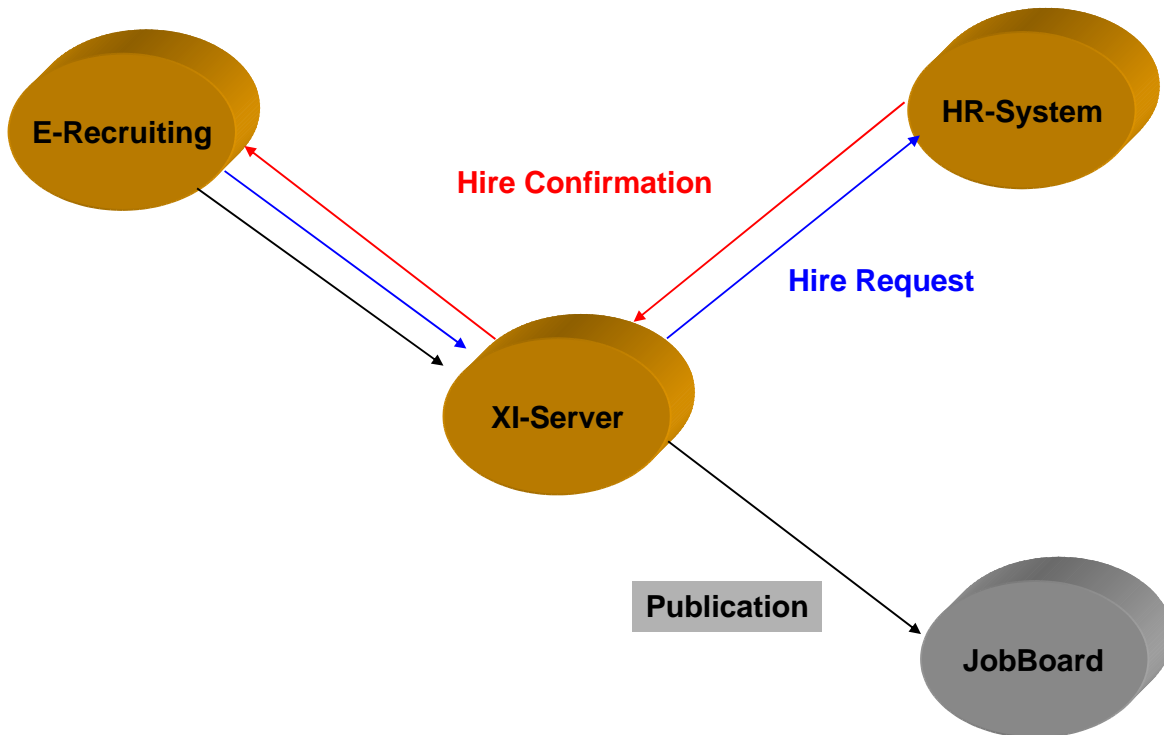 E-Recruiting
HR-System
Hire Confirmation
Hire Request
XI-Server
Publication
JobBoard